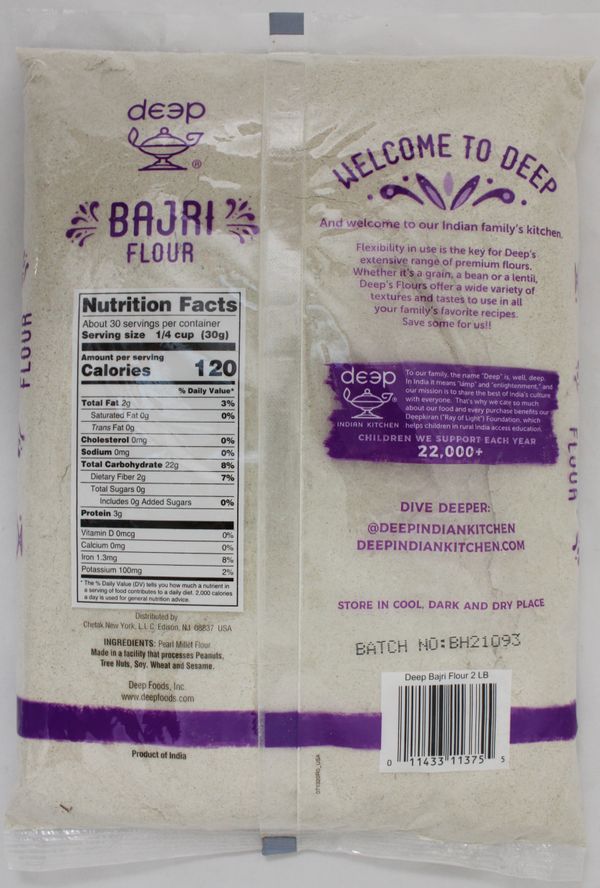 deep
®
BAJRI
FLOUR
Nutrition Facts
About 30 servings per container
Serving size 1/4 cup (30g)
Amount per serving
Calories 120
% Daily Value*
Total Fat 2g 3%
Saturated Fat 0g 0%
Trans Fat 0g
Cholesterol 0mg 0%
Sodium 0mg 0%
Total Carbohydrate 22g 8%
Dietary Fiber 2g 7%
Total Sugars 0g
Includes 0g Added Sugars 0%
Protein 3g
Vitamin D 0mcg 0%
Calcium 0mg 0%
Iron 1.3mg 8%
Potassium 100mg 2%
* The % Daily Value (DV) tells you how much a nutrient in
a serving of food contributes to a daily diet. 2,000 calories
a day is used for general nutrition advice.
Distributed by
Chetak New York, L.L.C. Edison, NJ 08837 USA
INGREDIENTS: Pearl Millet Flour
Made in a facility that processes Peanuts,
Tree Nuts, Soy, Wheat and Sesame.
Deep Foods, Inc.
www.deepfoods.com
Product of India
FLOUR
WELCOME TO DEEP
And welcome to our Indian family's kitchen.
Flexibility in use is the key for Deep's
extensive range of premium flours.
Whether it's a grain, a bean or a lentil,
Deep's Flours offer a wide variety of
textures and tastes to use in all
your family's favorite recipes.
Save some for us!!
deep
®
INDIAN KITCHEN
To our family, the name "Deep" is, well, deep.
In India it means "lamp" and "enlightenment," and
our mission is to share the best of India's culture
with everyone. That's why we care so much
about our food and every purchase benefits our
Deepkiran ("Ray of Light") Foundation, which
helps children in rural India access education.
CHILDREN WE SUPPORT EACH YEAR
22,000+
DIVE DEEPER:
@DEEPINDIANKITCHEN
DEEPINDIANKITCHEN.COM
STORE IN COOL, DARK AND DRY PLACE
BATCH NO:BH21093
Deep Bajri Flour 2 LB
0 11433 11375 5
FLOUR